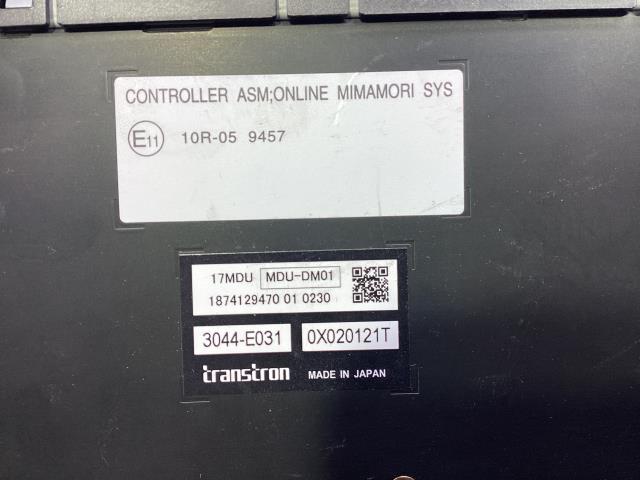 CONTROLLER ASM;ONLINE MIMAMORI SYS
E11 10R-05 9457
17MDU MDU-DM01
1874129470 01 0230
3044-E031 0X020121T
transtron MADE IN JAPAN